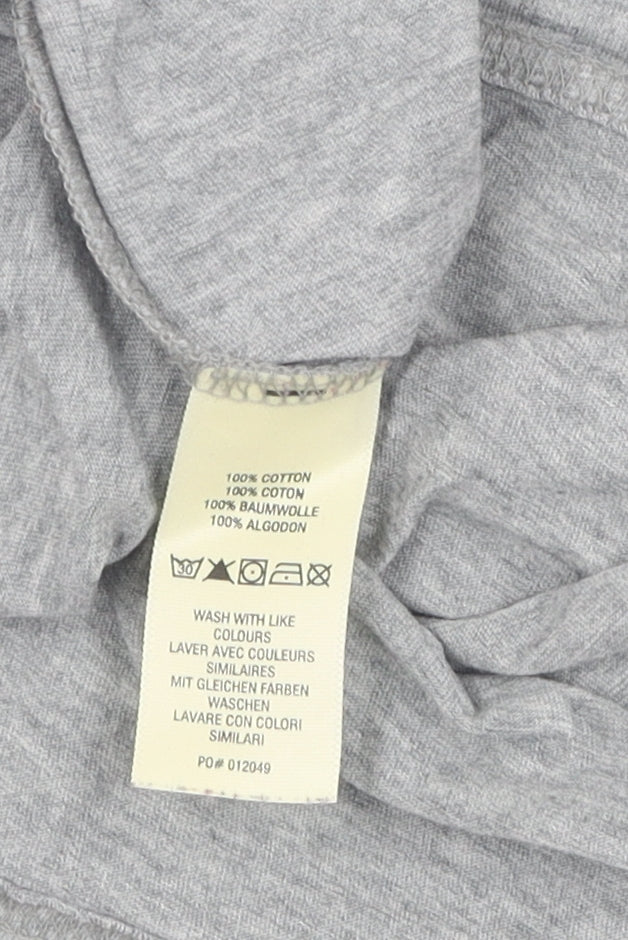 100% COTTON
100% COTON
100% BAUMWOLLE
100% ALGODON
30
WASH WITH LIKE
COLOURS
LAVER AVEC COULEURS
SIMILAIRES
MIT GLEICHEN FARBEN
WASCHEN
LAVARE CON COLORI
SIMILARI
PO# 012049